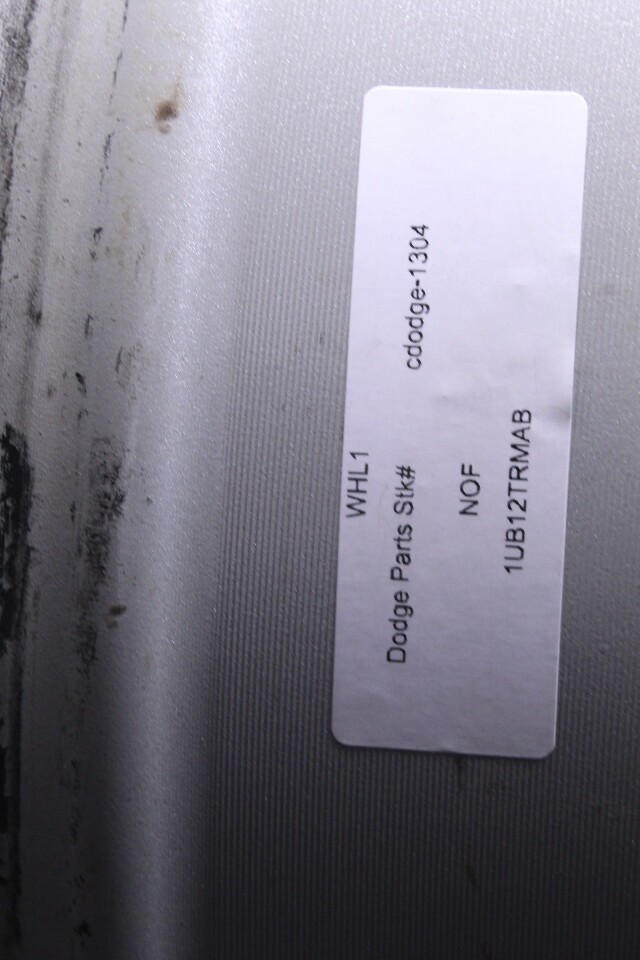 WHL1
Dodge Parts Stk# cdodge-1304
NOF
1UB12TRMAB